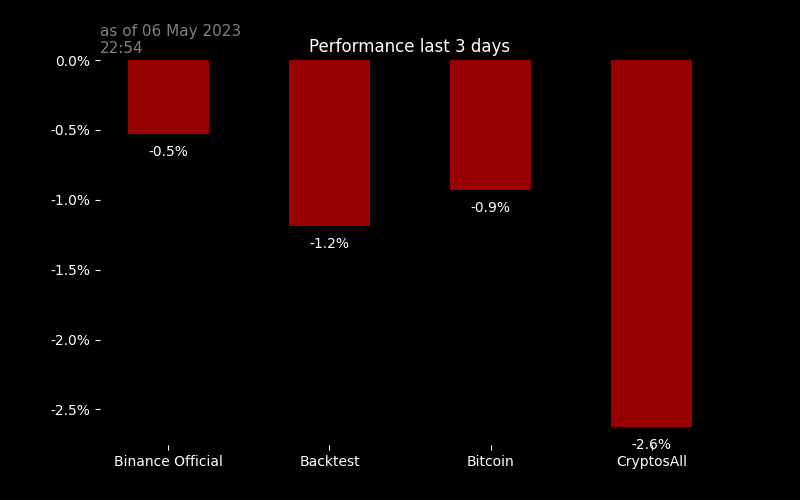 as of 06 May 2023
22:54
Performance last 3 days
0.0%
-0.5%
-1.0%
-1.5%
-2.0%
-2.5%
-0.5%
-1.2%
-0.9%
-2.6%
Binance Official
Backtest
Bitcoin
CryptosAll